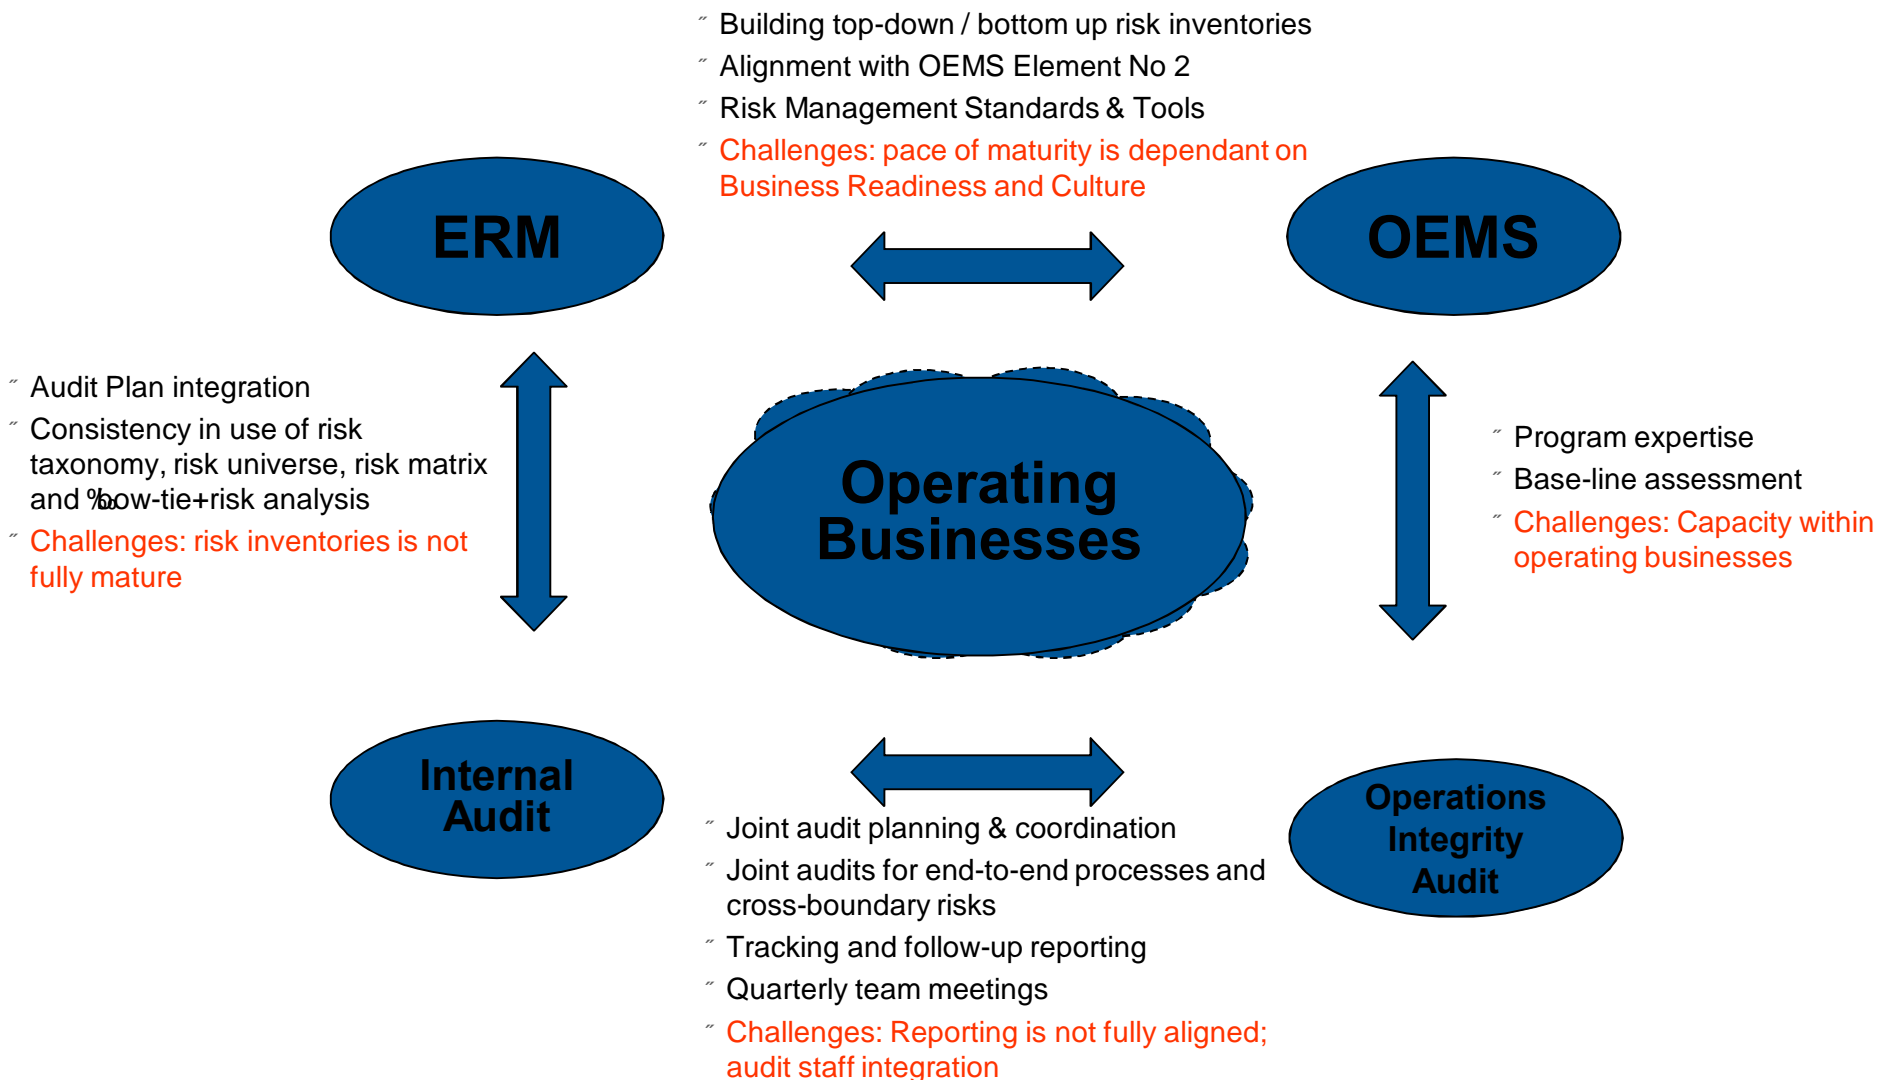 ˝ Building top-down / bottom up risk inventories
˝ Alignment with OEMS Element No 2
˝ Risk Management Standards & Tools
˝ Challenges: pace of maturity is dependant on
Business Readiness and Culture
ERM
OEMS
˝ Audit Plan integration
˝ Consistency in use of risk
taxonomy, risk universe, risk matrix
and ‰bow-tie+risk analysis
˝ Challenges: risk inventories is not
fully mature
Operating
Businesses
˝ Program expertise
˝ Base-line assessment
˝ Challenges: Capacity within
operating businesses
Internal
Audit
Operations
Integrity
Audit
˝ Joint audit planning & coordination
˝ Joint audits for end-to-end processes and
cross-boundary risks
˝ Tracking and follow-up reporting
˝ Quarterly team meetings
˝ Challenges: Reporting is not fully aligned;
audit staff integration